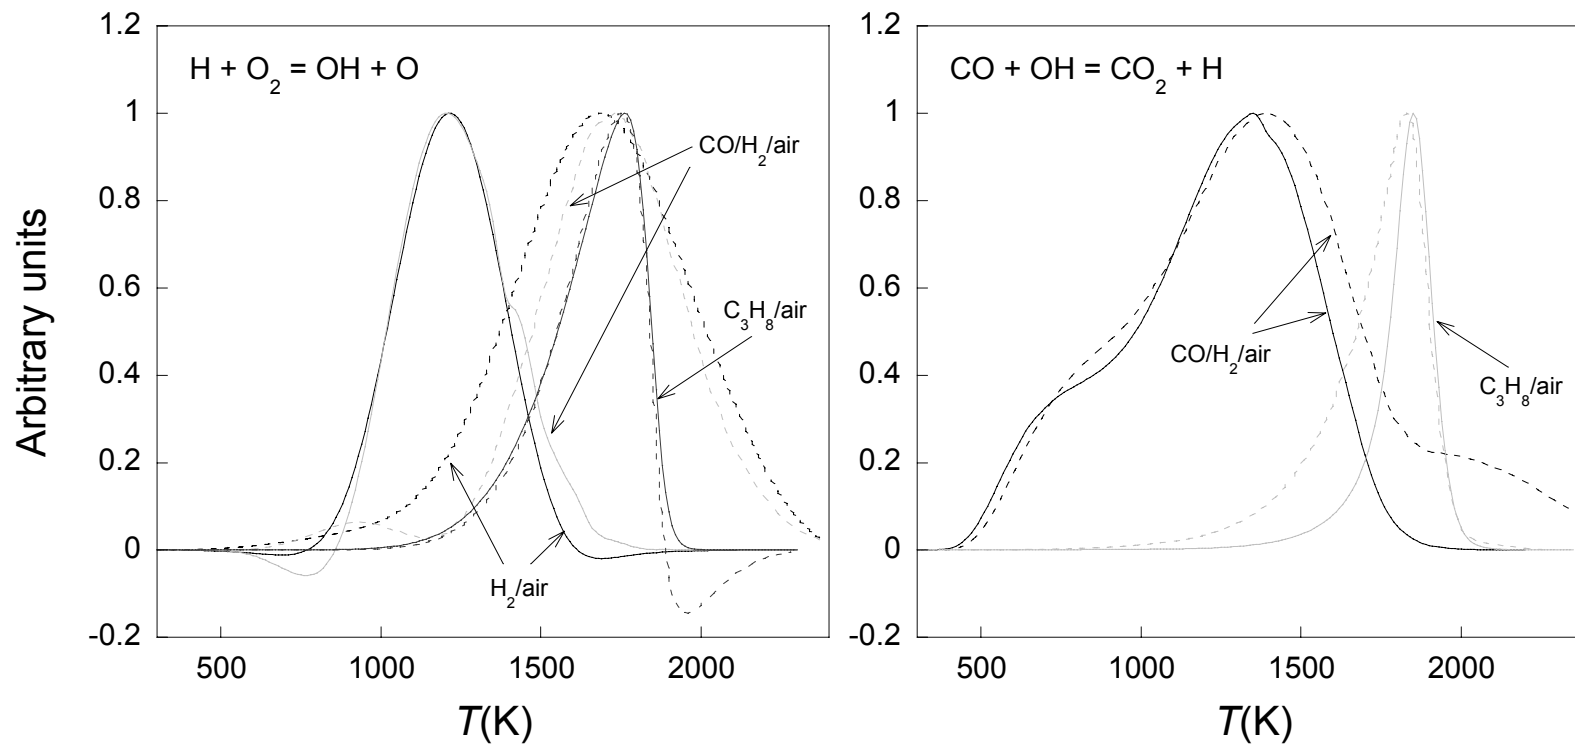 H + O2 = OH + O
CO + OH = CO2 + H
Arbitrary units
1.2
1
0.8
0.6
0.4
0.2
0
-0.2
CO/H2/air
C3H8/air
H2/air
500
1000
1500
2000
T(K)
1.2
1
0.8
0.6
0.4
0.2
0
-0.2
CO/H2/air
C3H8/air
500
1000
1500
2000
T(K)